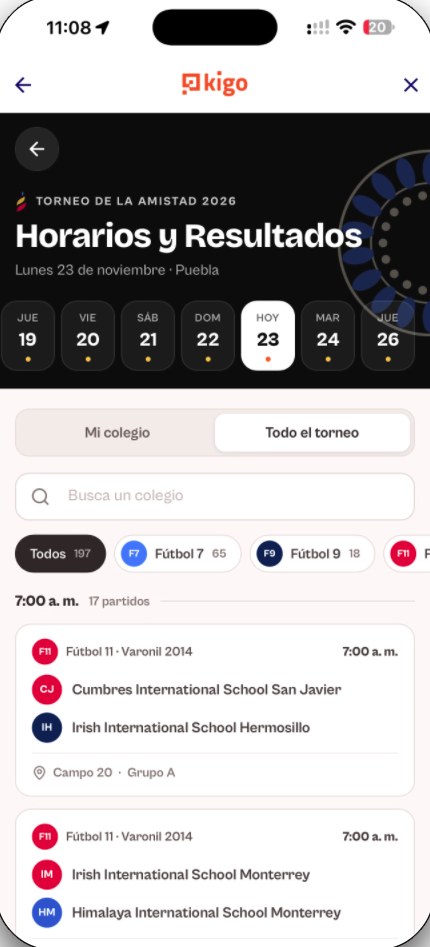 11:08
20
kigo
TORNEO DE LA AMISTAD 2026
Horarios y Resultados
Lunes 23 de noviembre · Puebla
JUE VIE SÁB DOM HOY MAR JUE
19 20 21 22 23 24 26
Mi colegio Todo el torneo
Busca un colegio
Todos 197 F7 Fútbol 7 65 F9 Fútbol 9 18 F11 F
7:00 a. m. 17 partidos
F11 Fútbol 11 · Varonil 2014 7:00 a. m.
CJ Cumbres International School San Javier
IH Irish International School Hermosillo
Campo 20 · Grupo A
F11 Fútbol 11 · Varonil 2014 7:00 a. m.
IM Irish International School Monterrey
HM Himalaya International School Monterrey